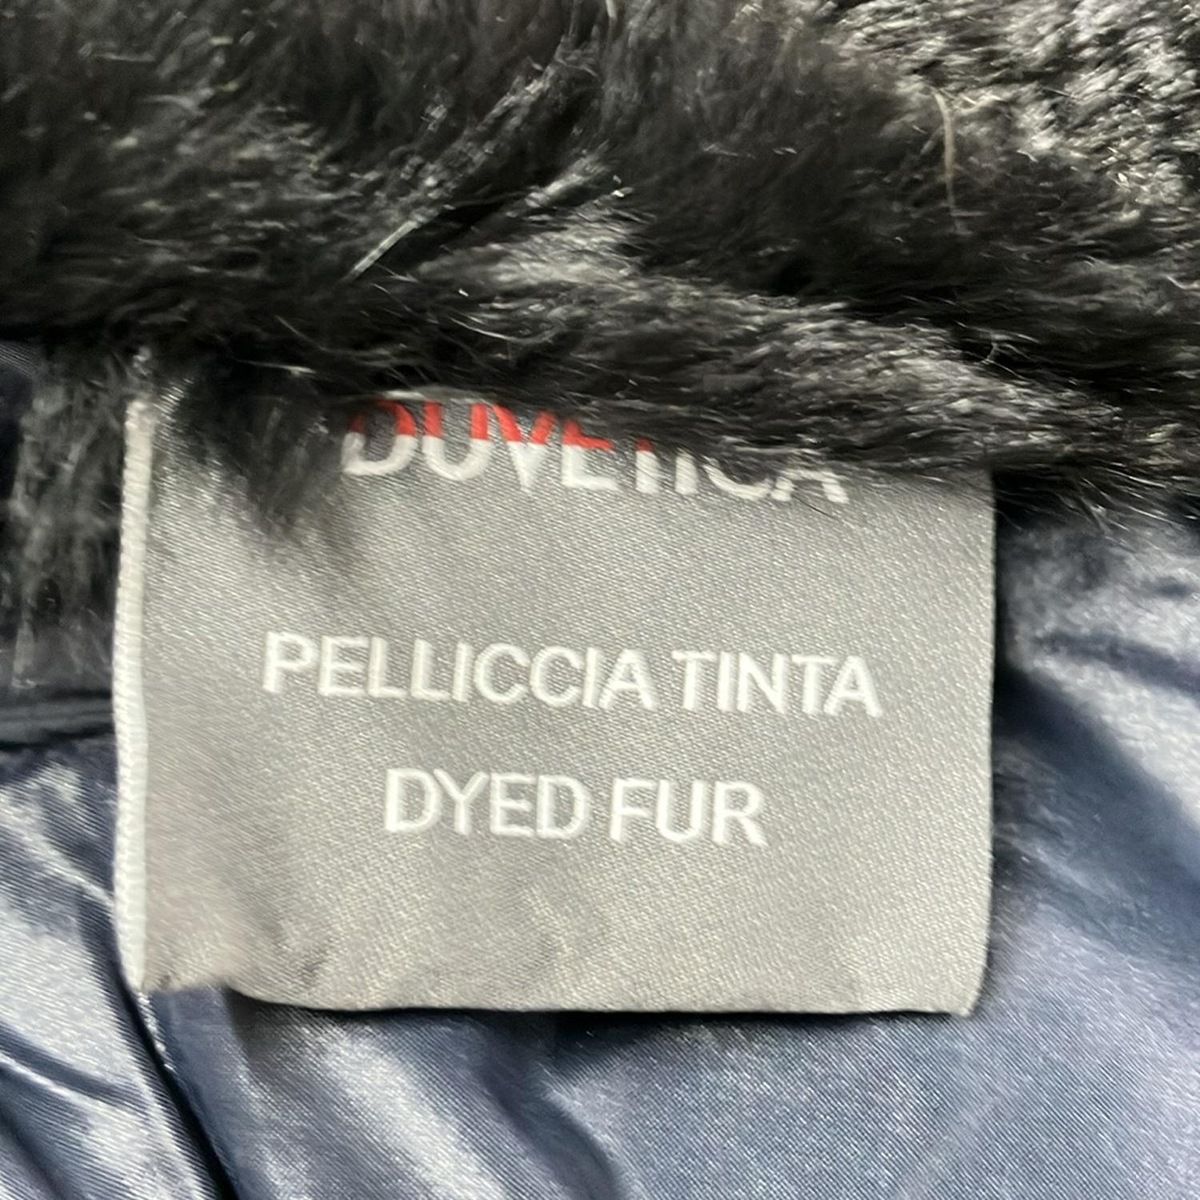 DUVETICA
PELLICCIA TINTA
DYED FUR